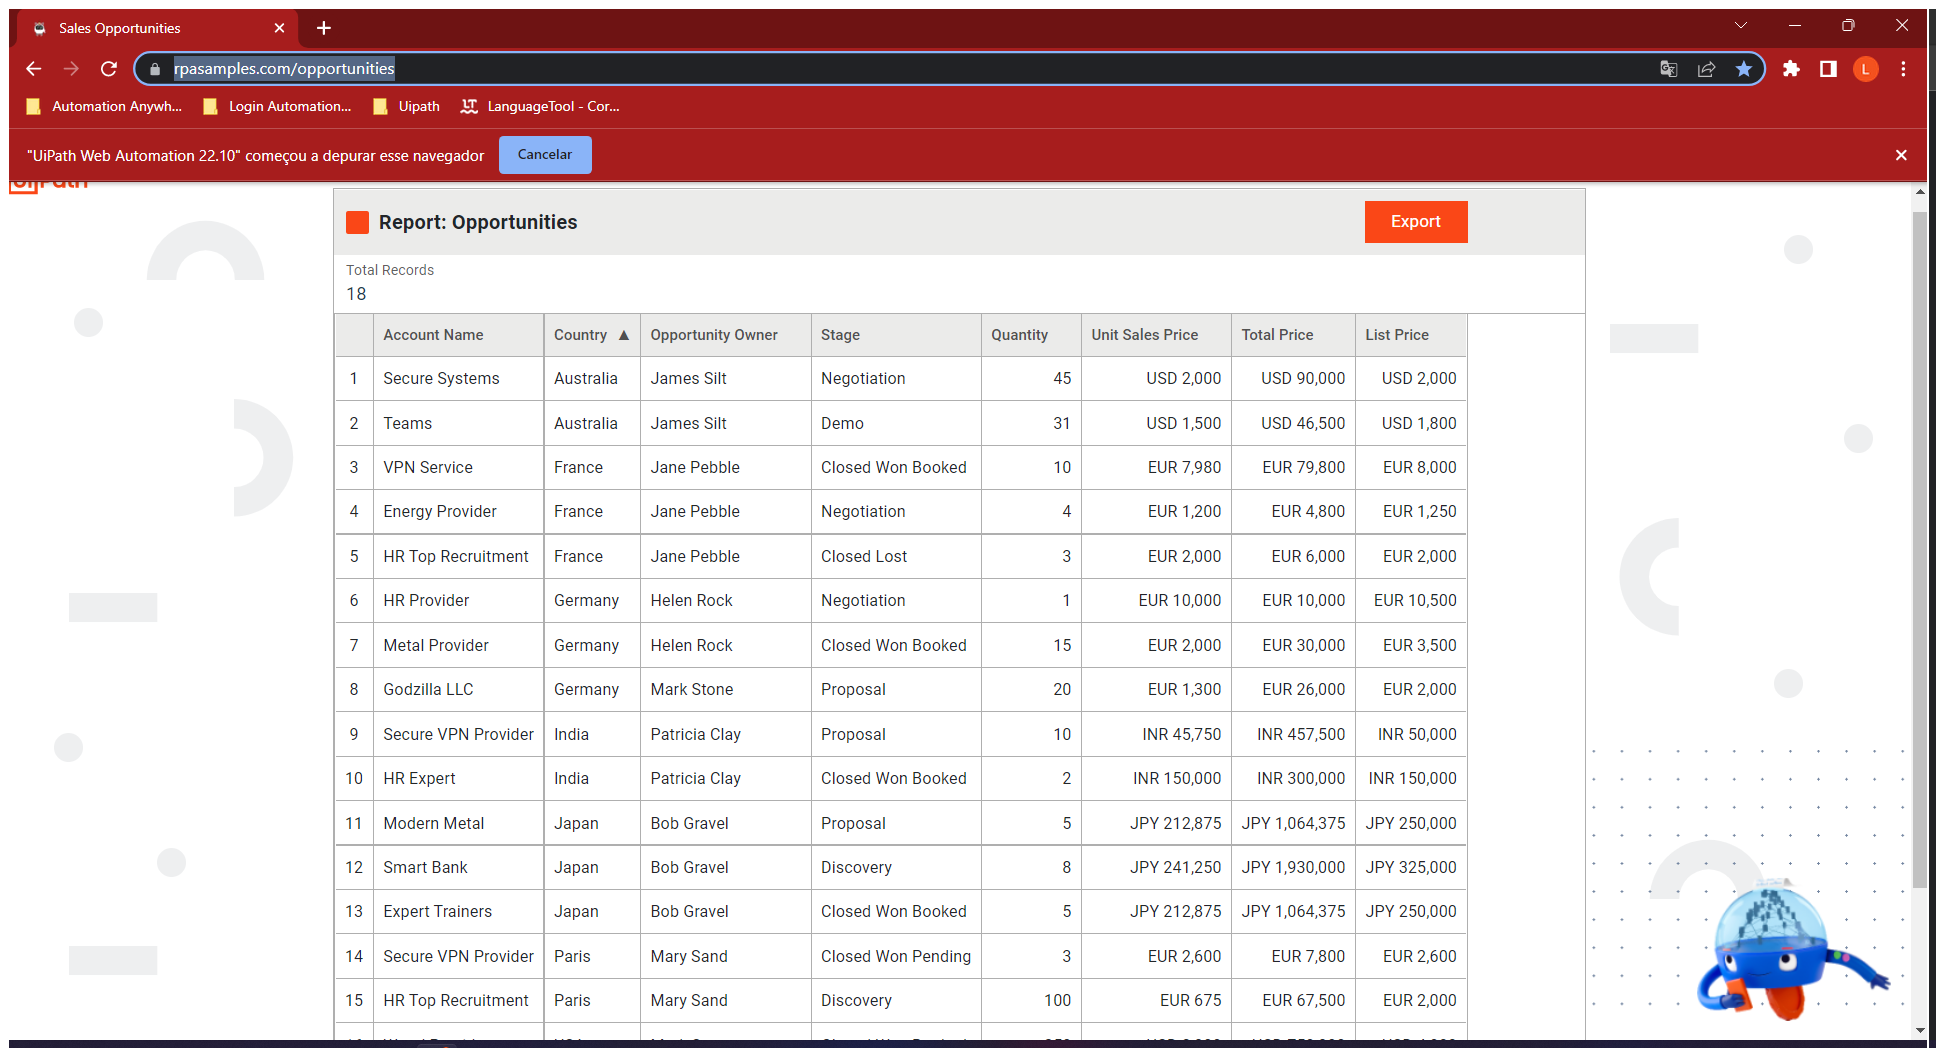 Sales Opportunities
rpasamples.com/opportunities
L
Automation Anywh... Login Automation... Uipath LanguageTool - Cor...
"UiPath Web Automation 22.10" começou a depurar esse navegador Cancelar
Report: Opportunities Export
Total Records
18
Account Name Country ▲ Opportunity Owner Stage Quantity Unit Sales Price Total Price List Price
1 Secure Systems Australia James Silt Negotiation 45 USD 2,000 USD 90,000 USD 2,000
2 Teams Australia James Silt Demo 31 USD 1,500 USD 46,500 USD 1,800
3 VPN Service France Jane Pebble Closed Won Booked 10 EUR 7,980 EUR 79,800 EUR 8,000
4 Energy Provider France Jane Pebble Negotiation 4 EUR 1,200 EUR 4,800 EUR 1,250
5 HR Top Recruitment France Jane Pebble Closed Lost 3 EUR 2,000 EUR 6,000 EUR 2,000
6 HR Provider Germany Helen Rock Negotiation 1 EUR 10,000 EUR 10,000 EUR 10,500
7 Metal Provider Germany Helen Rock Closed Won Booked 15 EUR 2,000 EUR 30,000 EUR 3,500
8 Godzilla LLC Germany Mark Stone Proposal 20 EUR 1,300 EUR 26,000 EUR 2,000
9 Secure VPN Provider India Patricia Clay Proposal 10 INR 45,750 INR 457,500 INR 50,000
10 HR Expert India Patricia Clay Closed Won Booked 2 INR 150,000 INR 300,000 INR 150,000
11 Modern Metal Japan Bob Gravel Proposal 5 JPY 212,875 JPY 1,064,375 JPY 250,000
12 Smart Bank Japan Bob Gravel Discovery 8 JPY 241,250 JPY 1,930,000 JPY 325,000
13 Expert Trainers Japan Bob Gravel Closed Won Booked 5 JPY 212,875 JPY 1,064,375 JPY 250,000
14 Secure VPN Provider Paris Mary Sand Closed Won Pending 3 EUR 2,600 EUR 7,800 EUR 2,600
15 HR Top Recruitment Paris Mary Sand Discovery 100 EUR 675 EUR 67,500 EUR 2,000